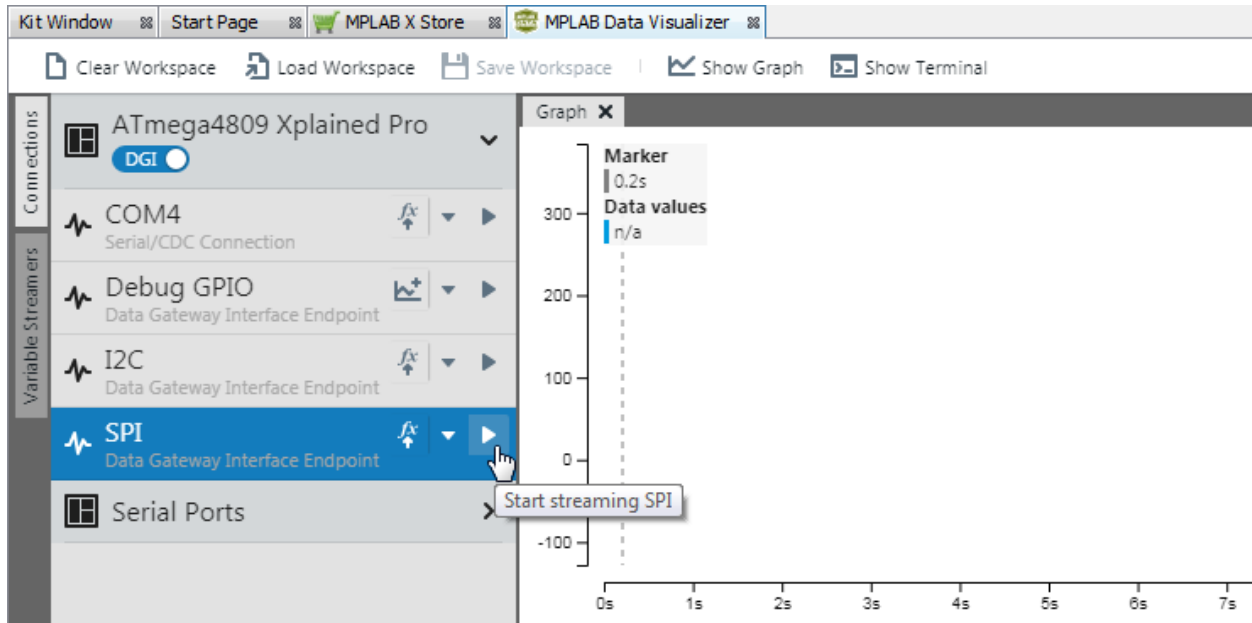 Kit Window Start Page MPLAB X Store MPLAB Data Visualizer
Clear Workspace Load Workspace Save Workspace Show Graph Show Terminal
Connections
Variable Streamers
ATmega4809 Xplained Pro
DGI
COM4
Serial/CDC Connection
Debug GPIO
Data Gateway Interface Endpoint
I2C
Data Gateway Interface Endpoint
SPI
Data Gateway Interface Endpoint
Start streaming SPI
Serial Ports
Graph
Marker
0.2s
Data values
n/a
300
200
100
0
-100
0s 1s 2s 3s 4s 5s 6s 7s